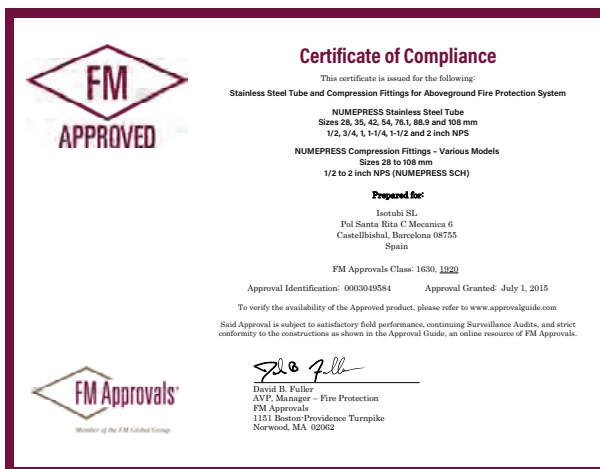 FM
APPROVED
Certificate of Compliance
This certificate is issued for the following:
Stainless Steel Tube and Compression Fittings for Aboveground Fire Protection System
NUMEPRESS Stainless Steel Tube
Sizes 28, 35, 42, 54, 76.1, 88.9 and 108 mm
1/2, 3/4, 1, 1-1/4, 1-1/2 and 2 inch NPS
NUMEPRESS Compression Fittings – Various Models
Sizes 28 to 108 mm
1/2 to 2 inch NPS (NUMEPRESS SCH)
Prepared for:
Isotubi SL
Pol Santa Rita C Mecanica 6
Castellbisbal, Barcelona 08755
Spain
FM Approvals Class: 1630, 1920
Approval Identification: 0003049584 Approval Granted: July 1, 2015
To verify the availability of the Approved product, please refer to www.approvalguide.com
Said Approval is subject to satisfactory field performance, continuing Surveillance Audits, and strict
conformity to the constructions as shown in the Approval Guide, an online resource of FM Approvals.
David B. Fuller
AVP, Manager – Fire Protection
FM Approvals
1151 Boston-Providence Turnpike
Norwood, MA 02062
FM Approvals
Member of the FM Global Group